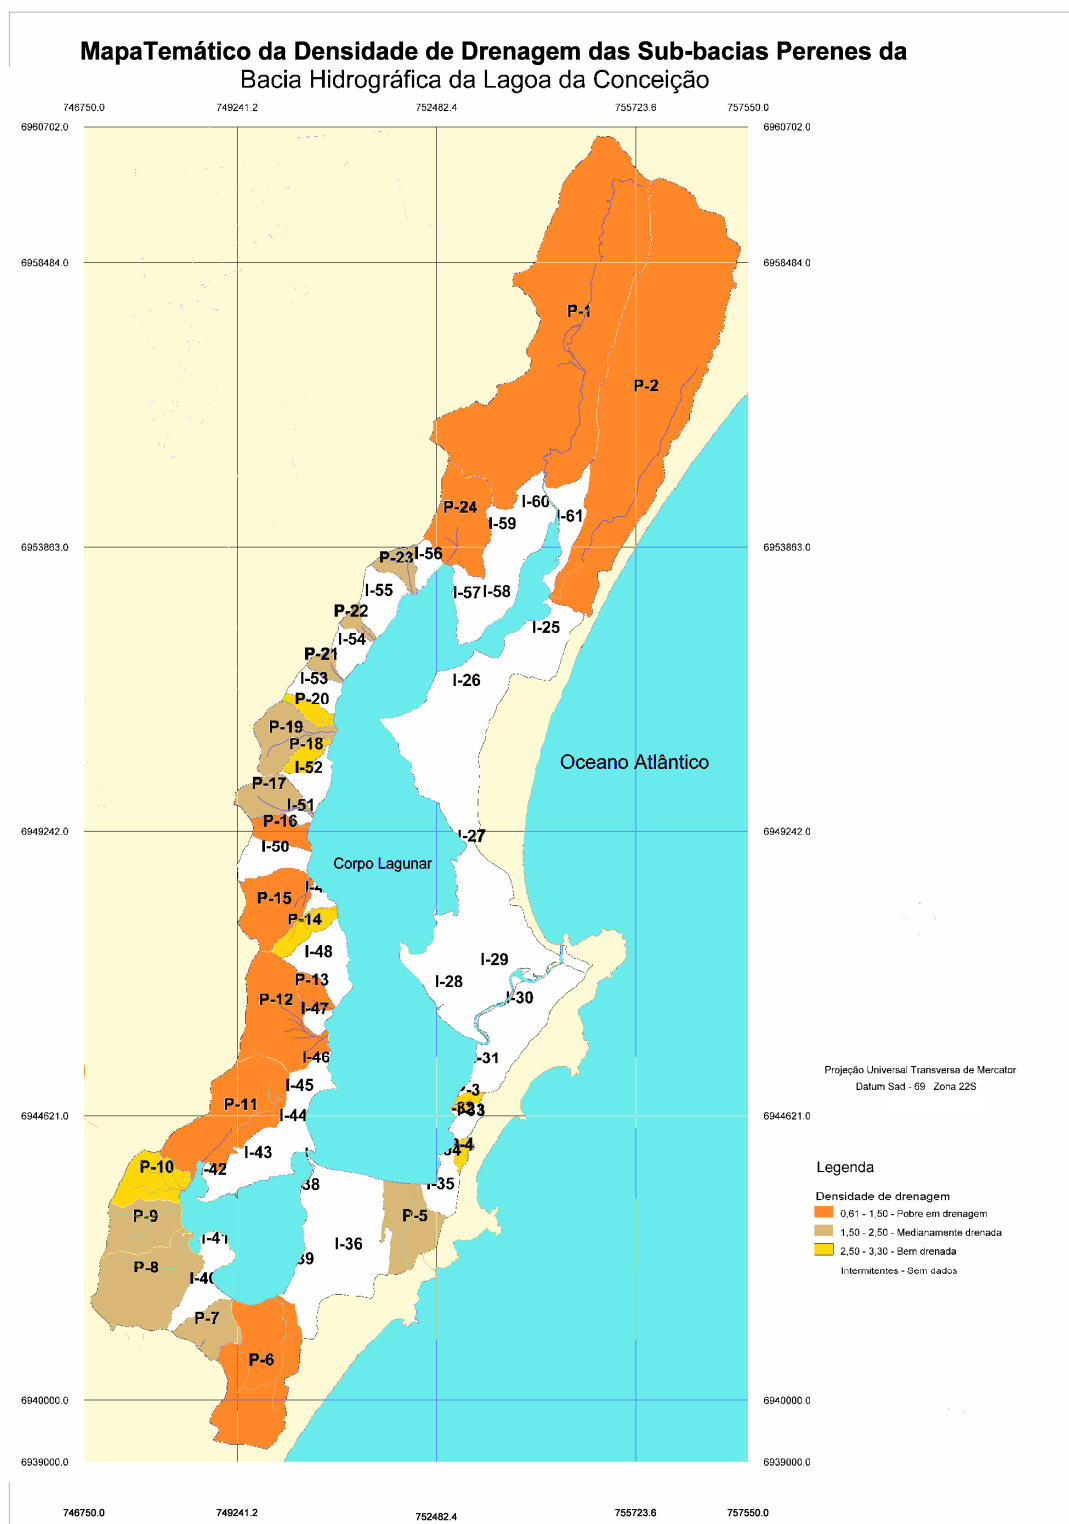 MapaTemático da Densidade de Drenagem das Sub-bacias Perenes da
Bacia Hidrográfica da Lagoa da Conceição
746750.0 749241.2 752482.4 755723.6 757550.0
6960702.0 6960702.0
6958484.0 6958484.0
P-1
P-2
I-60
P-24
I-59 I-61
6953863.0 6953863.0
P-23 I-56
I-55 I-57 I-58
P-22
I-25
I-54
P-21
I-53 I-26
P-20
P-19
P-18
Oceano Atlântico
I-52
P-17
I-51
P-16
6949242.0 I-27 6949242.0
I-50
Corpo Lagunar
P-15
P-14
I-48
I-29
P-13 I-28
P-12 I-30
I-47
I-46 -31
Projeção Universal Transversa de Mercator
I-45 P-3
Datum Sad - 69 Zona 22S
P-11
I-44 6944621.0 6944621.0
I-43
P-10 -42
Legenda
I-35
Densidade de drenagem
P-9 P-5
0,61 - 1,50 - Pobre em drenagem
1,50 - 2,50 - Medianamente drenada
I-41 I-36
2,50 - 3,30 - Bem drenada
P-8 I-40
Intermitentes - Sem dados
P-7
P-6
6940000.0 6940000.0
6939000.0 6939000.0
746750.0 749241.2 752482.4 755723.6 757550.0